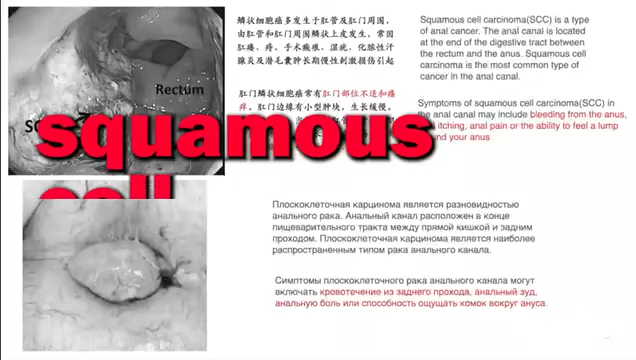 鳞状细胞癌多发生于肛管及肛门周围,
由肛管和肛门周围鳞状上皮发生,常因
肛瘘、痔、手术瘢痕、湿疣、化脓性汗
腺炎及潜毛囊肿长期慢性刺激损伤引起
肛门鳞状细胞癌常有肛门部位不适和瘙
痒。肛门边缘有小型肿块,生长缓慢,
Squamous cell carcinoma(SCC) is a type
of anal cancer. The anal canal is located
at the end of the digestive tract between
the rectum and the anus. Squamous cell
carcinoma is the most common type of
cancer in the anal canal.
Symptoms of squamous cell carcinoma(SCC) in
the anal canal may include bleeding from the anus,
itching, anal pain or the ability to feel a lump
your anus
Rectum
squamous
cell
Плоскоклеточная карцинома является разновидностью
анального рака. Анальный канал расположен в конце
пищеварительного тракта между прямой кишкой и задним
проходом. Плоскоклеточная карцинома является наиболее
распространенным типом рака анального канала.
Симптомы плоскоклеточного рака анального канала могут
включать кровотечение из заднего прохода, анальный зуд,
анальную боль или способность ощущать комок вокруг ануса.